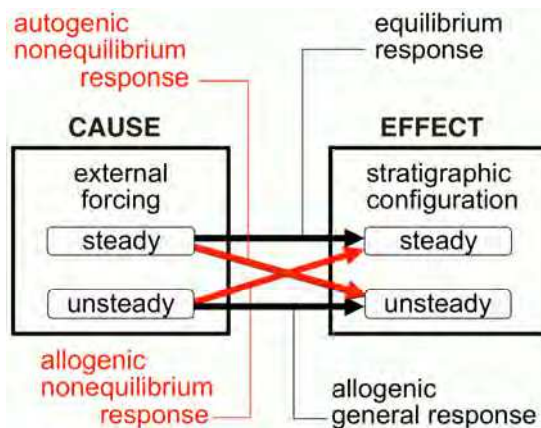 autogenic
nonequilibrium
response
equilibrium
response
CAUSE
EFFECT
external
forcing
steady
unsteady
stratigraphic
configuration
steady
unsteady
allogenic
nonequilibrium
response
allogenic
general response